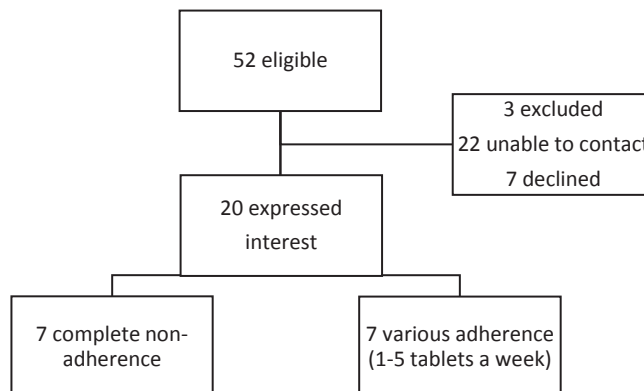 52 eligible
3 excluded
22 unable to contact
7 declined
20 expressed
interest
7 complete non-
adherence
7 various adherence
(1-5 tablets a week)